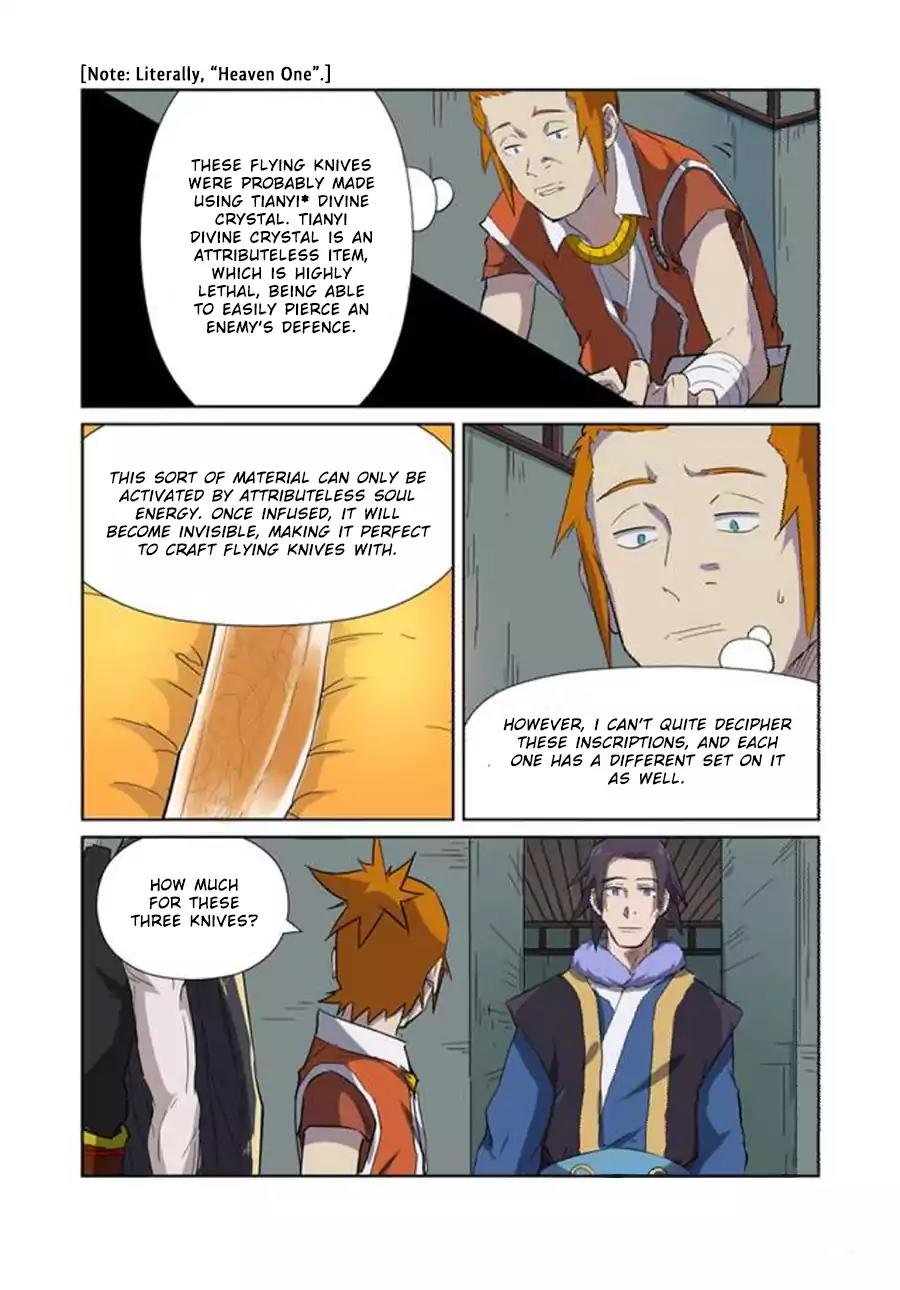 [Note: Literally, “Heaven One”.]
THESE FLYING KNIVES
WERE PROBABLY MADE
USING TIANYI* DIVINE
CRYSTAL. TIANYI
DIVINE CRYSTAL IS AN
ATTRIBUTELESS ITEM,
WHICH IS HIGHLY
LETHAL, BEING ABLE
TO EASILY PIERCE AN
ENEMY'S DEFENCE.
THIS SORT OF MATERIAL CAN ONLY BE
ACTIVATED BY ATTRIBUTELESS SOUL
ENERGY. ONCE INFUSED, IT WILL
BECOME INVISIBLE, MAKING IT PERFECT
TO CRAFT FLYING KNIVES WITH.
HOWEVER, I CAN'T QUITE DECIPHER
THESE INSCRIPTIONS, AND EACH
ONE HAS A DIFFERENT SET ON IT
AS WELL.
HOW MUCH
FOR THESE
THREE KNIVES?